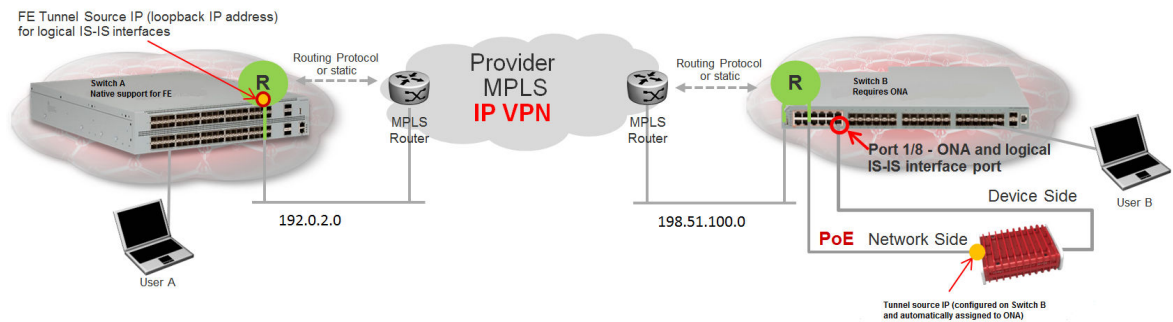 FE Tunnel Source IP (loopback IP address)
for logical IS-IS interfaces
Switch A
Native support for FE
R
Routing Protocol
or static
MPLS
Router
Provider
MPLS
IP VPN
Routing Protocol
or static
MPLS
Router
R
Switch B
Requires ONA
Port 1/8 - ONA and logical
IS-IS interface port
192.0.2.0
198.51.100.0
User A
User B
Device Side
PoE Network Side
Tunnel source IP (configured on Switch B
and automatically assigned to ONA)